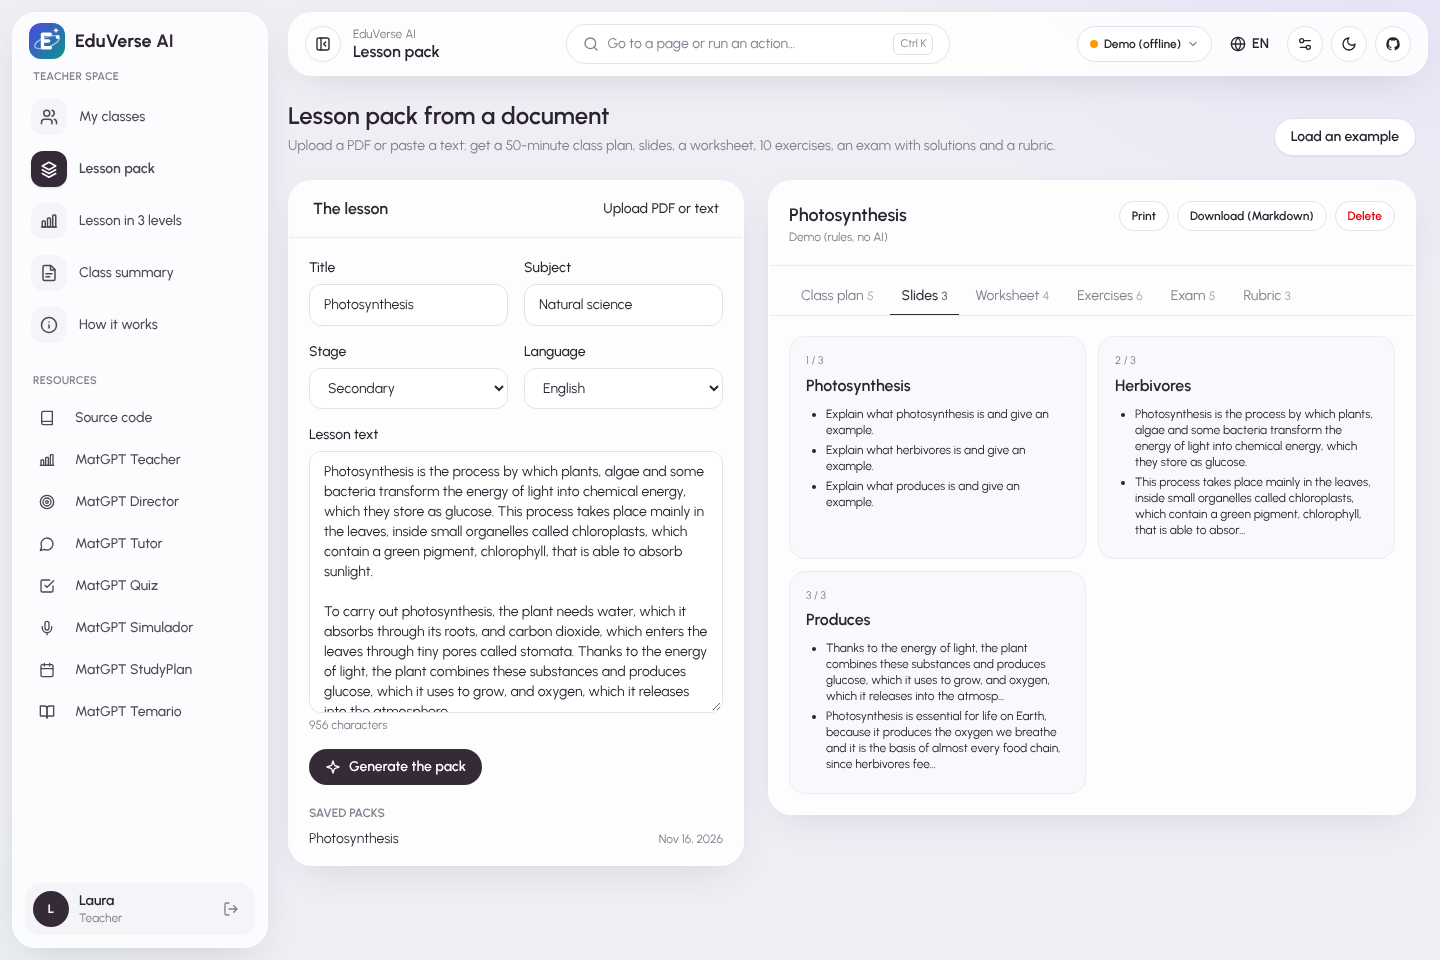 EduVerse AI
TEACHER SPACE
My classes
Lesson pack
Lesson in 3 levels
Class summary
How it works
RESOURCES
Source code
MatGPT Teacher
MatGPT Director
MatGPT Tutor
MatGPT Quiz
MatGPT Simulador
MatGPT StudyPlan
MatGPT Temario
L
Laura
Teacher
EduVerse AI
Lesson pack
Go to a page or run an action...
Ctrl K
Demo (offline)
EN
Lesson pack from a document
Upload a PDF or paste a text: get a 50-minute class plan, slides, a worksheet, 10 exercises, an exam with solutions and a rubric.
Load an example
The lesson
Upload PDF or text
Title
Subject
Photosynthesis
Natural science
Stage
Language
Secondary
English
Lesson text
Photosynthesis is the process by which plants, algae and some
bacteria transform the energy of light into chemical energy,
which they store as glucose. This process takes place mainly in
the leaves, inside small organelles called chloroplasts, which
contain a green pigment, chlorophyll, that is able to absorb
sunlight.
To carry out photosynthesis, the plant needs water, which it
absorbs through its roots, and carbon dioxide, which enters the
leaves through tiny pores called stomata. Thanks to the energy
of light, the plant combines these substances and produces
glucose, which it uses to grow, and oxygen, which it releases
into the atmosphere.
956 characters
Generate the pack
SAVED PACKS
Photosynthesis
Nov 16, 2026
Photosynthesis
Demo (rules, no AI)
Print
Download (Markdown)
Delete
Class plan 5
Slides 3
Worksheet 4
Exercises 6
Exam 5
Rubric 3
1 / 3
Photosynthesis
• Explain what photosynthesis is and give an
example.
• Explain what herbivores is and give an
example.
• Explain what produces is and give an
example.
2 / 3
Herbivores
• Photosynthesis is the process by which plants,
algae and some bacteria transform the
energy of light into chemical energy, which
they store as glucose.
• This process takes place mainly in the leaves,
inside small organelles called chloroplasts,
which contain a green pigment, chlorophyll,
that is able to absor...
3 / 3
Produces
• Thanks to the energy of light, the plant
combines these substances and produces
glucose, which it uses to grow, and oxygen,
which it releases into the atmosp...
• Photosynthesis is essential for life on Earth,
because it produces the oxygen we breathe
and it is the basis of almost every food chain,
since herbivores fee...